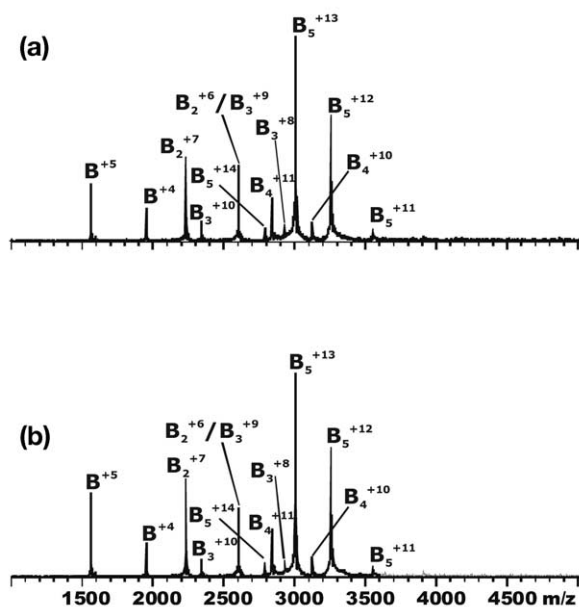 (a)
B₅⁺¹³
B₂⁺⁶/B₃⁺⁹
B₅⁺¹²
B₃⁺⁸
B₂⁺⁷
B⁺⁵
B₅⁺¹⁴
B₄⁺¹⁰
B₄⁺¹¹
B⁺⁴
B₃⁺¹⁰
B₅⁺¹¹
(b)
B₅⁺¹³
B₂⁺⁶/B₃⁺⁹
B₅⁺¹²
B₂⁺⁷
B₃⁺⁸
B⁺⁵
B₅⁺¹⁴
B₄⁺¹⁰
B₄⁺¹¹
B⁺⁴
B₃⁺¹⁰
B₅⁺¹¹
1500 2000 2500 3000 3500 4000 4500 m/z